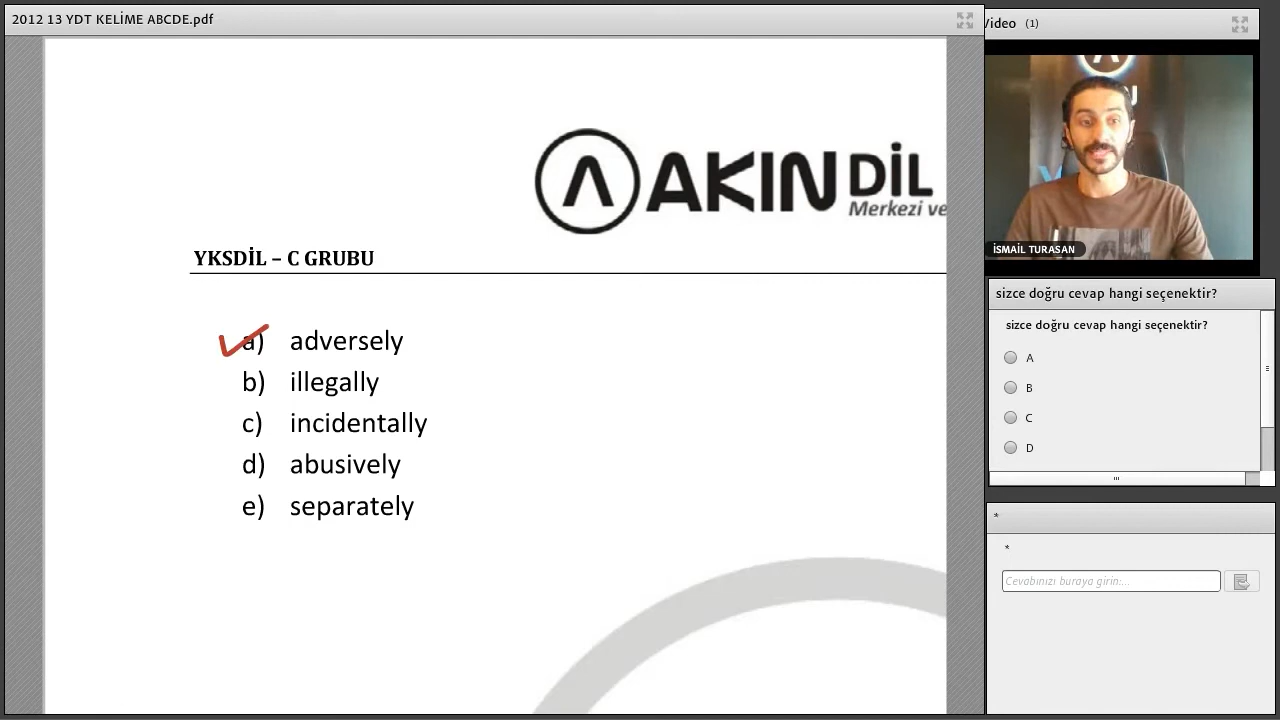 2012 13 YDT KELİME ABCDE.pdf
Video (1)
AKIN DİL
Merkezi ve
İSMAİL TURASAN
YKSDİL – C GRUBU
a) adversely
b) illegally
c) incidentally
d) abusively
e) separately
sizce doğru cevap hangi seçenektir?
sizce doğru cevap hangi seçenektir?
A
B
C
D
*
*
Cevabınızı buraya girin:...